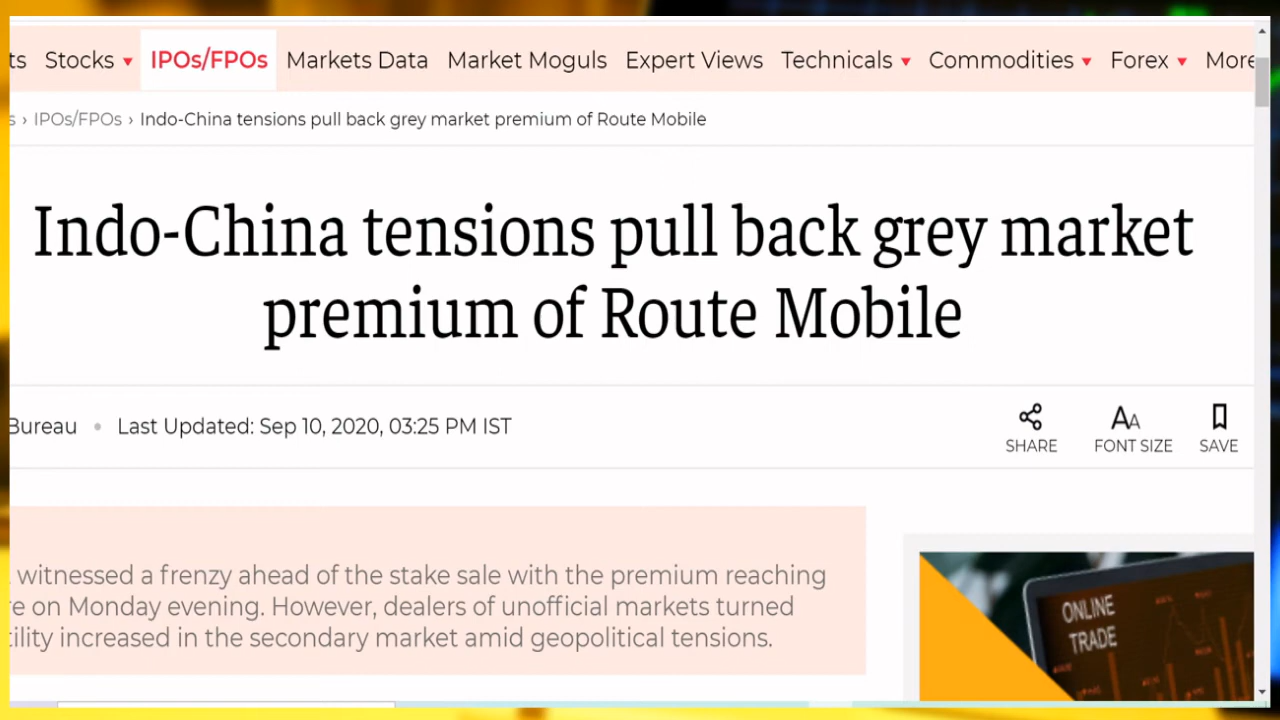 ts Stocks ▼ IPOs/FPOs Markets Data Market Moguls Expert Views Technicals ▼ Commodities ▼ Forex ▼ More
s › IPOs/FPOs › Indo-China tensions pull back grey market premium of Route Mobile
Indo-China tensions pull back grey market
premium of Route Mobile
Bureau • Last Updated: Sep 10, 2020, 03:25 PM IST
SHARE
AA
FONT SIZE
SAVE
witnessed a frenzy ahead of the stake sale with the premium reaching
re on Monday evening. However, dealers of unofficial markets turned
tility increased in the secondary market amid geopolitical tensions.
ONLINE
TRADE